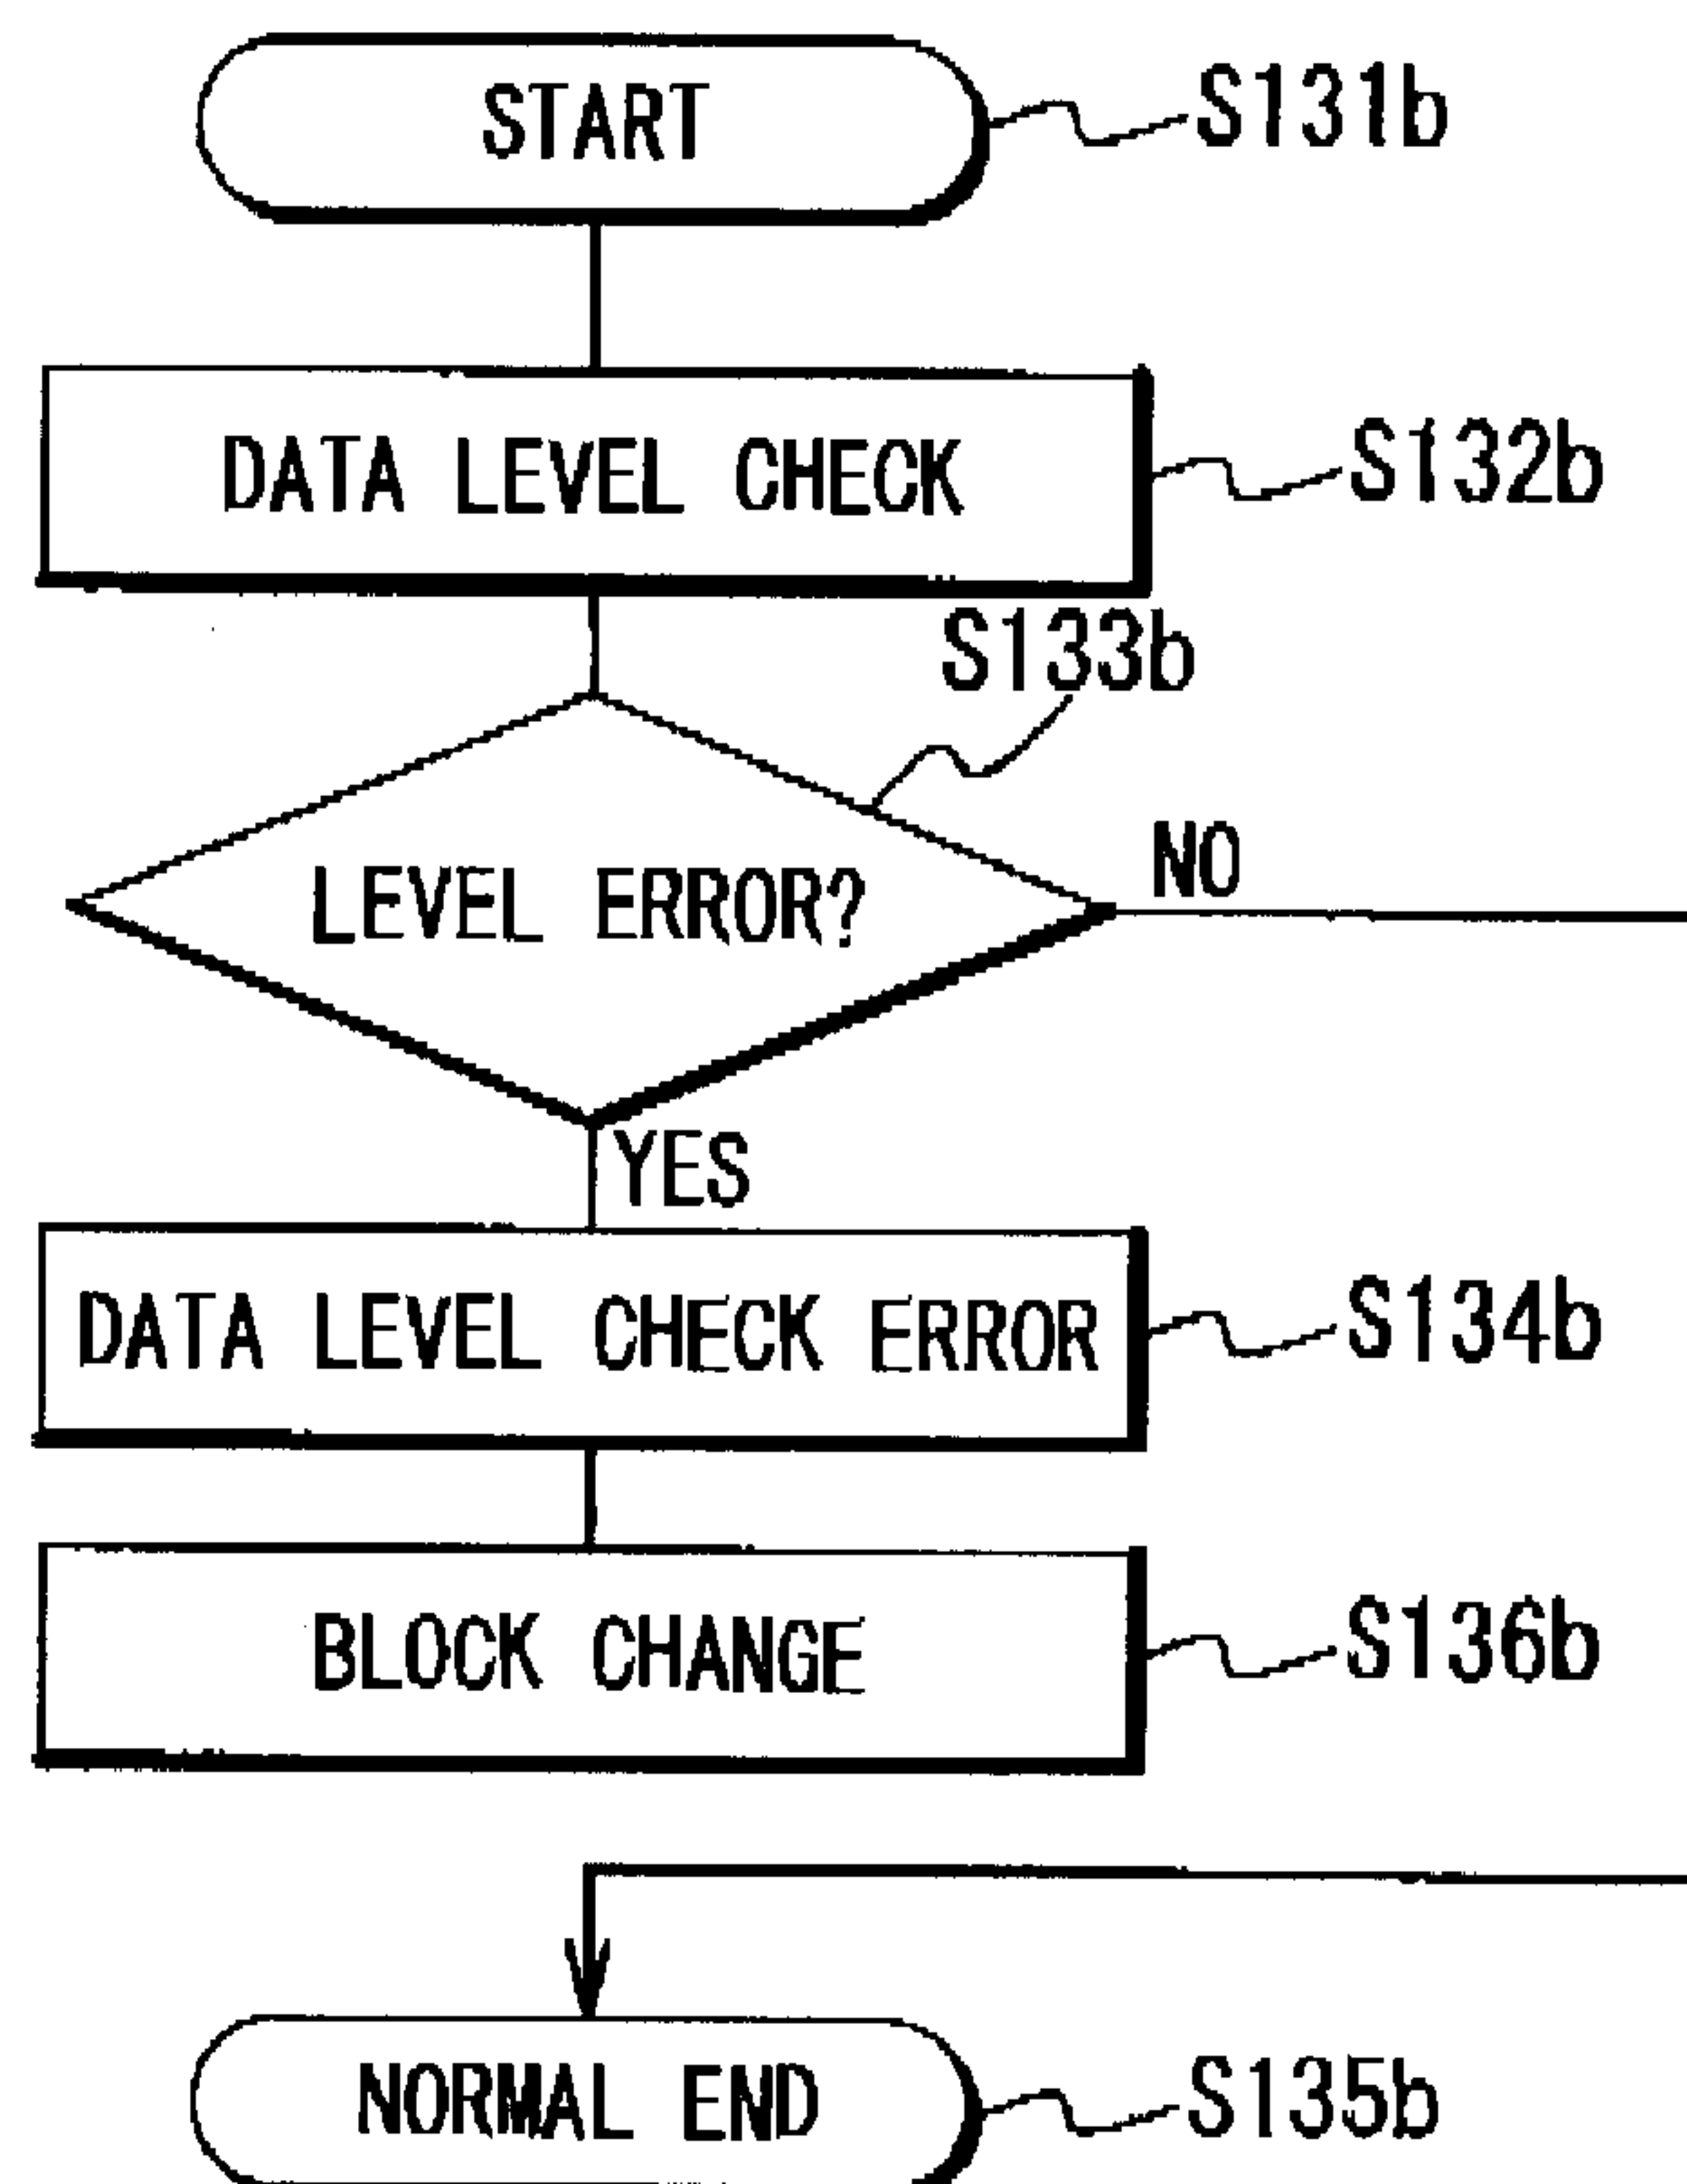 START
S131b
DATA LEVEL CHECK
S132b
S133b
LEVEL ERROR?
NO
YES
DATA LEVEL CHECK ERROR
S134b
BLOCK CHANGE
S136b
NORMAL END
S135b